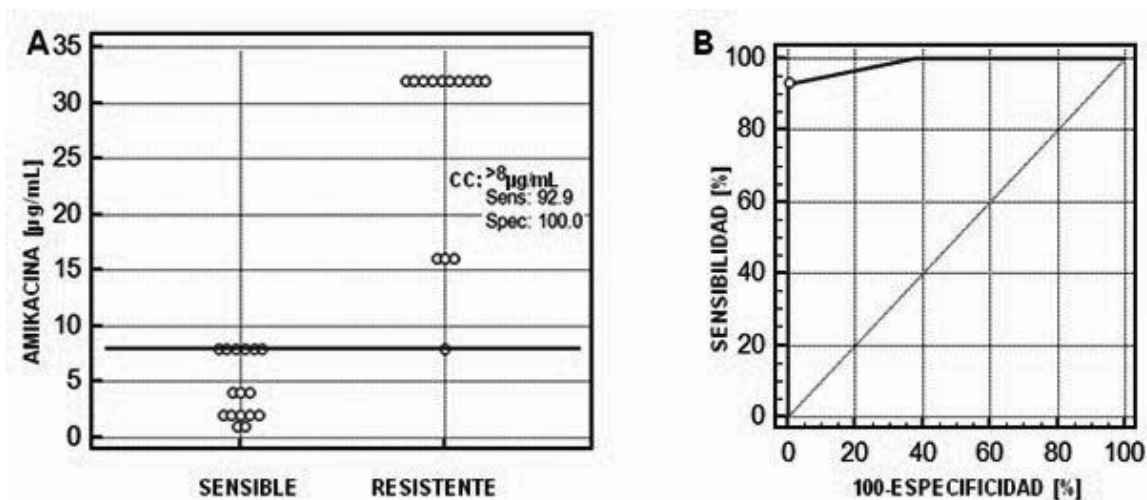 A
AMIKACINA [µg/mL]
35
30
25
20
15
10
5
0
CC: >8µg/mL
Sens: 92.9
Spec: 100.0
SENSIBLE RESISTENTE
B
SENSIBILIDAD [%]
100
80
60
40
20
0
0 20 40 60 80 100
100-ESPECIFICIDAD [%]